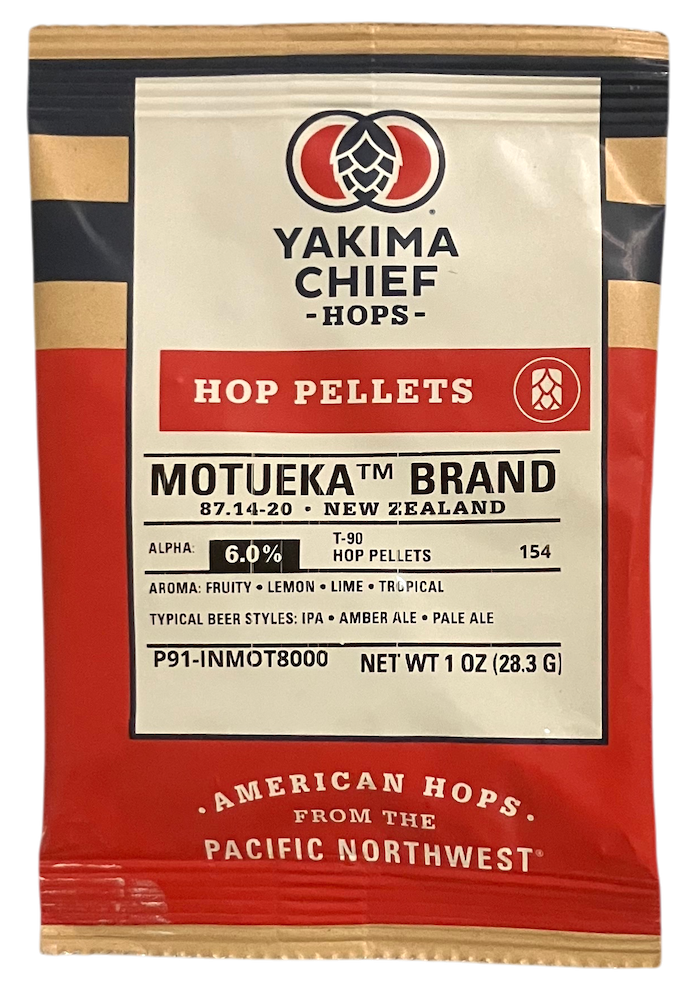 YAKIMA
CHIEF
-HOPS-
HOP PELLETS
MOTUEKA™ BRAND
87.14-20 • NEW ZEALAND
ALPHA: 6.0% T-90 HOP PELLETS 154
AROMA: FRUITY • LEMON • LIME • TROPICAL
TYPICAL BEER STYLES: IPA • AMBER ALE • PALE ALE
P91-INMOT8000 NET WT 1 OZ (28.3 G)
• AMERICAN HOPS •
FROM THE
PACIFIC NORTHWEST®